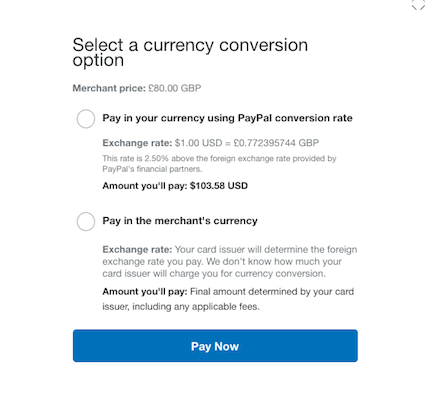 Select a currency conversion
option
Merchant price: £80.00 GBP
Pay in your currency using PayPal conversion rate
Exchange rate: $1.00 USD = £0.772395744 GBP
This rate is 2.50% above the foreign exchange rate provided by
PayPal's financial partners.
Amount you'll pay: $103.58 USD
Pay in the merchant's currency
Exchange rate: Your card issuer will determine the foreign
exchange rate you pay. We don't know how much your
card issuer will charge you for currency conversion.
Amount you'll pay: Final amount determined by your card
issuer, including any applicable fees.
Pay Now